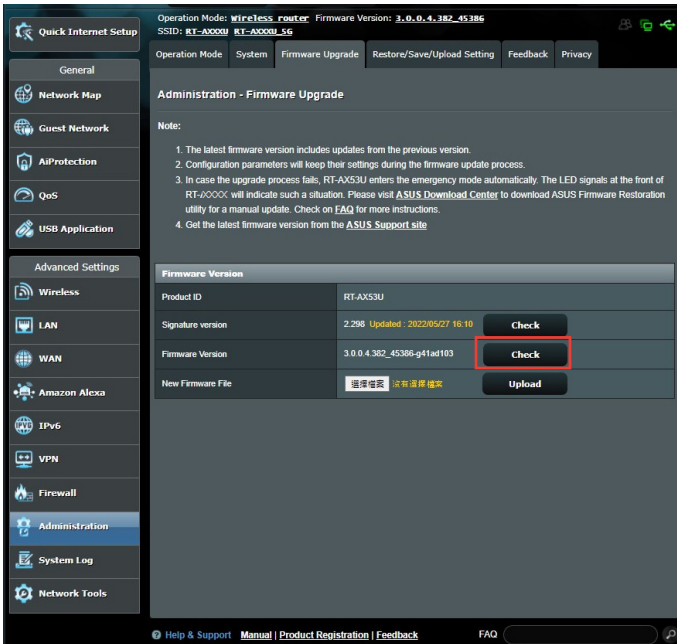 Quick Internet Setup
General
Network Map
Guest Network
AiProtection
QoS
USB Application
Advanced Settings
Wireless
LAN
WAN
Amazon Alexa
IPv6
VPN
Firewall
Administration
System Log
Network Tools
Operation Mode: Wireless router Firmware Version: 3.0.0.4.382_45386
SSID: RT-AXXXU RT-AXXXU_5G
Operation Mode System Firmware Upgrade Restore/Save/Upload Setting Feedback Privacy
Administration - Firmware Upgrade
Note:
1. The latest firmware version includes updates from the previous version.
2. Configuration parameters will keep their settings during the firmware update process.
3. In case the upgrade process fails, RT-AX53U enters the emergency mode automatically. The LED signals at the front of
RT-AXXXX will indicate such a situation. Please visit ASUS Download Center to download ASUS Firmware Restoration
utility for a manual update. Check on FAQ for more instructions.
4. Get the latest firmware version from the ASUS Support site
Firmware Version
Product ID RT-AX53U
Signature version 2.298 Updated : 2022/05/27 16:10 Check
Firmware Version 3.0.0.4.382_45386-g41ad103 Check
New Firmware File 選擇檔案 沒有選擇檔案 Upload
Help & Support Manual | Product Registration | Feedback FAQ